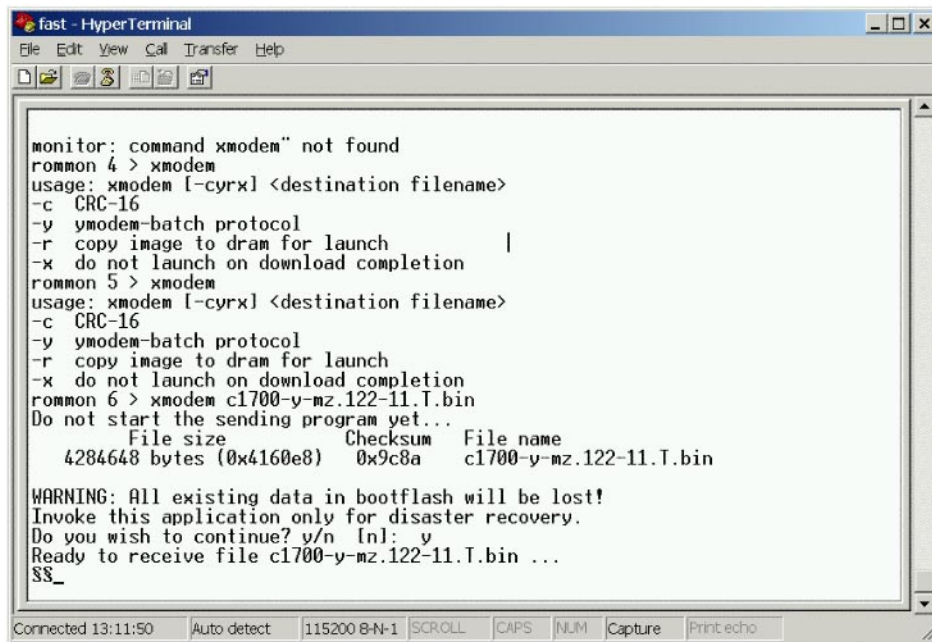 fast - HyperTerminal
File Edit View Call Transfer Help
monitor: command xmodem¨ not found
rommon 4 > xmodem
usage: xmodem [-cyrx] <destination filename>
-c  CRC-16
-y  ymodem-batch protocol
-r  copy image to dram for launch
-x  do not launch on download completion
rommon 5 > xmodem
usage: xmodem [-cyrx] <destination filename>
-c  CRC-16
-y  ymodem-batch protocol
-r  copy image to dram for launch
-x  do not launch on download completion
rommon 6 > xmodem c1700-y-mz.122-11.T.bin
Do not start the sending program yet...
File size Checksum File name
4284648 bytes (0x4160e8) 0x9c8a c1700-y-mz.122-11.T.bin
WARNING: All existing data in bootflash will be lost!
Invoke this application only for disaster recovery.
Do you wish to continue? y/n [n]: y
Ready to receive file c1700-y-mz.122-11.T.bin ...
§§_
Connected 13:11:50 Auto detect 115200 8-N-1 SCROLL CAPS NUM Capture Print echo